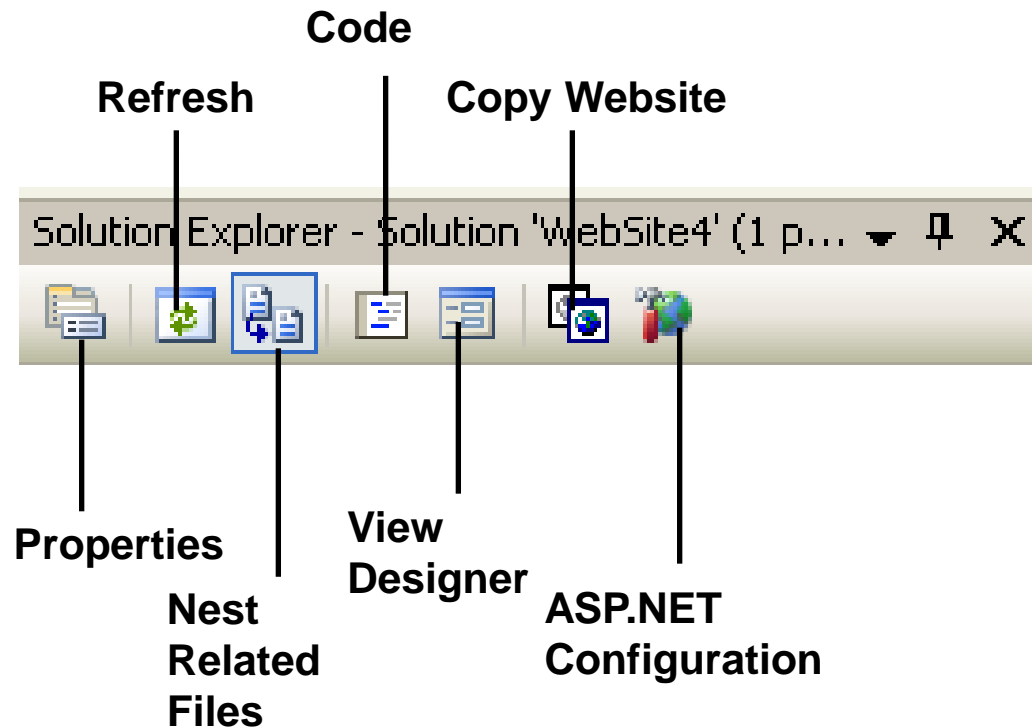 Code
Refresh
Copy Website
Solution Explorer - Solution 'WebSite4' (1 p...
Properties
View
Designer
Nest
Related
Files
ASP.NET
Configuration